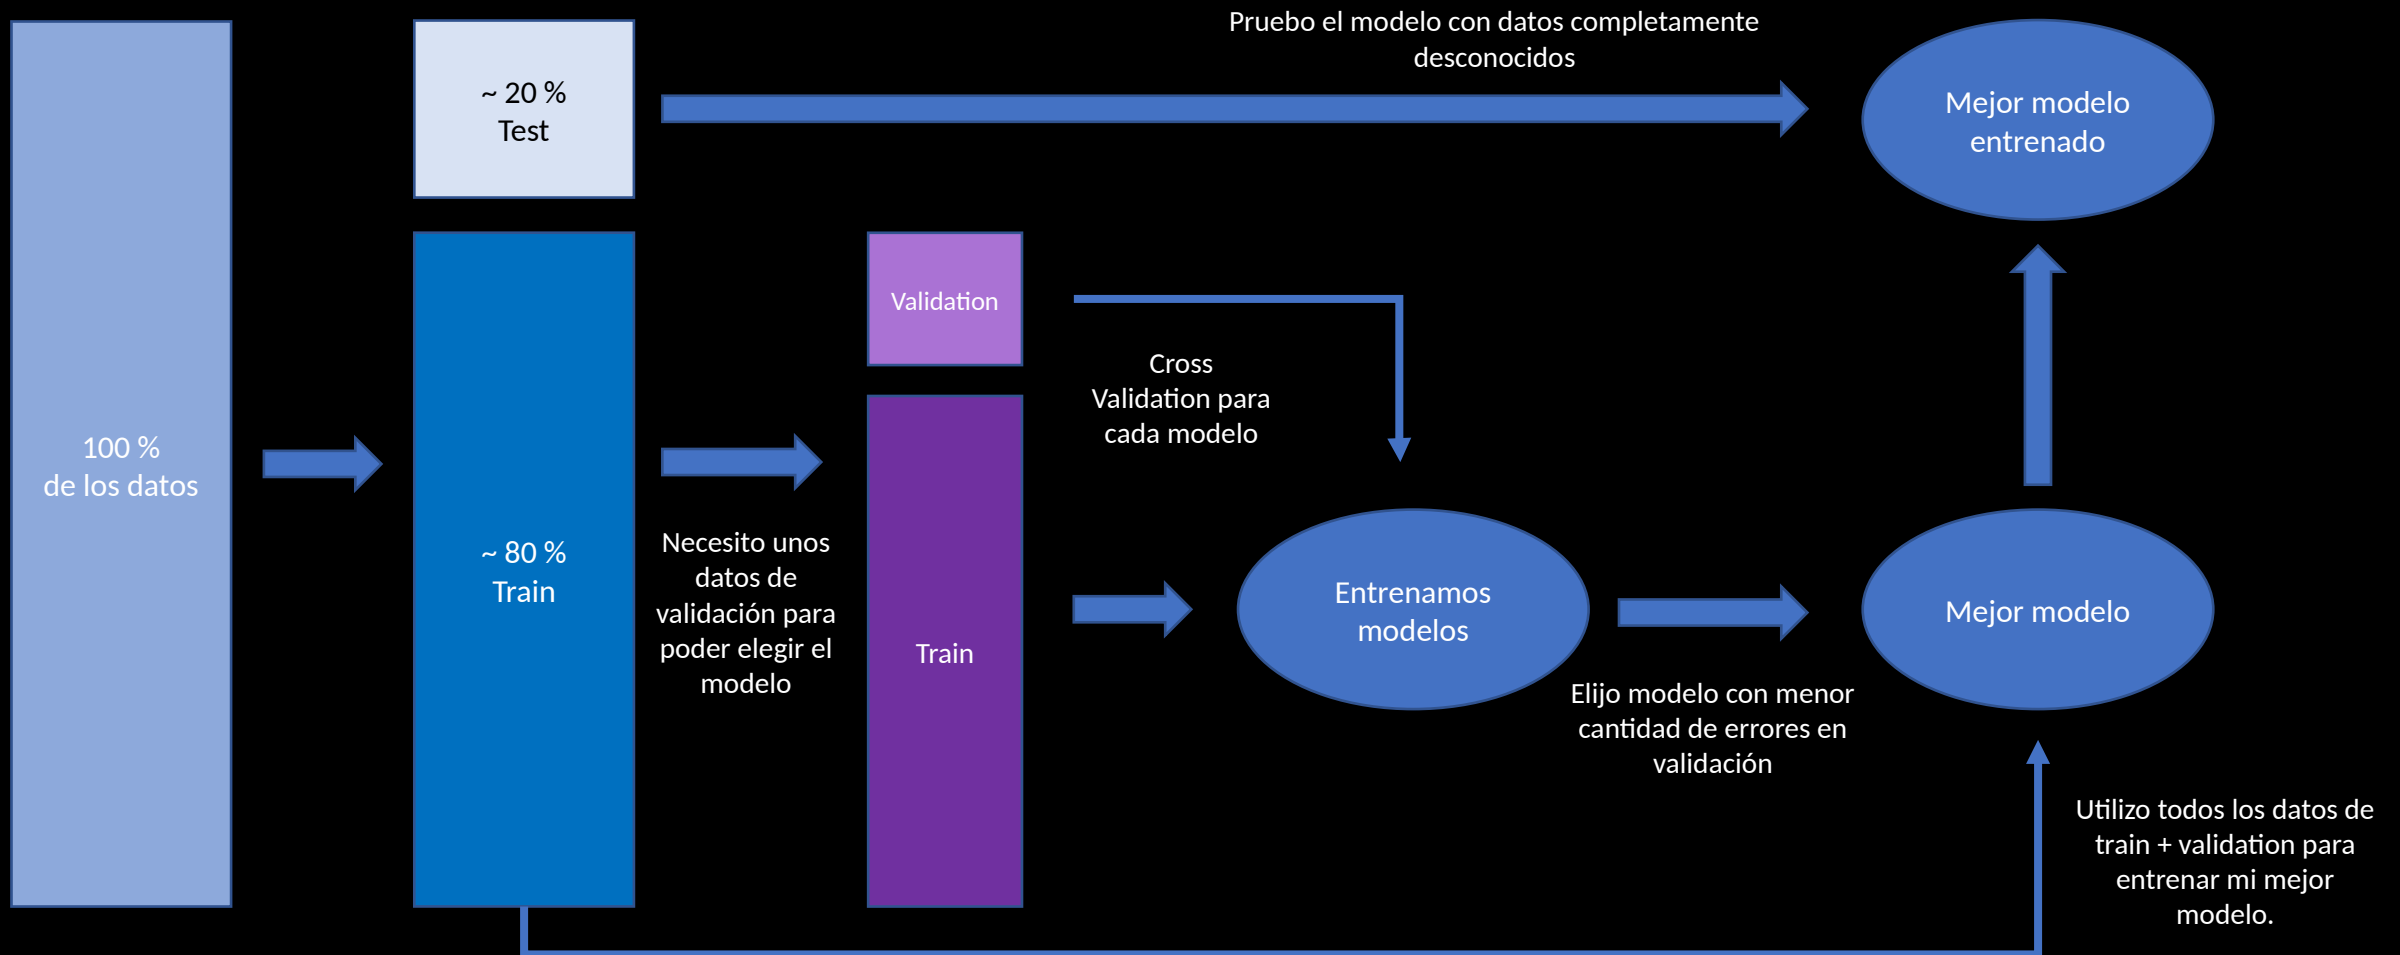 100 %
de los datos
~ 20 %
Test
~ 80 %
Train
Necesito unos
datos de
validación para
poder elegir el
modelo
Validation
Train
Cross
Validation para
cada modelo
Entrenamos
modelos
Elijo modelo con menor
cantidad de errores en
validación
Mejor modelo
Utilizo todos los datos de
train + validation para
entrenar mi mejor
modelo.
Pruebo el modelo con datos completamente
desconocidos
Mejor modelo
entrenado